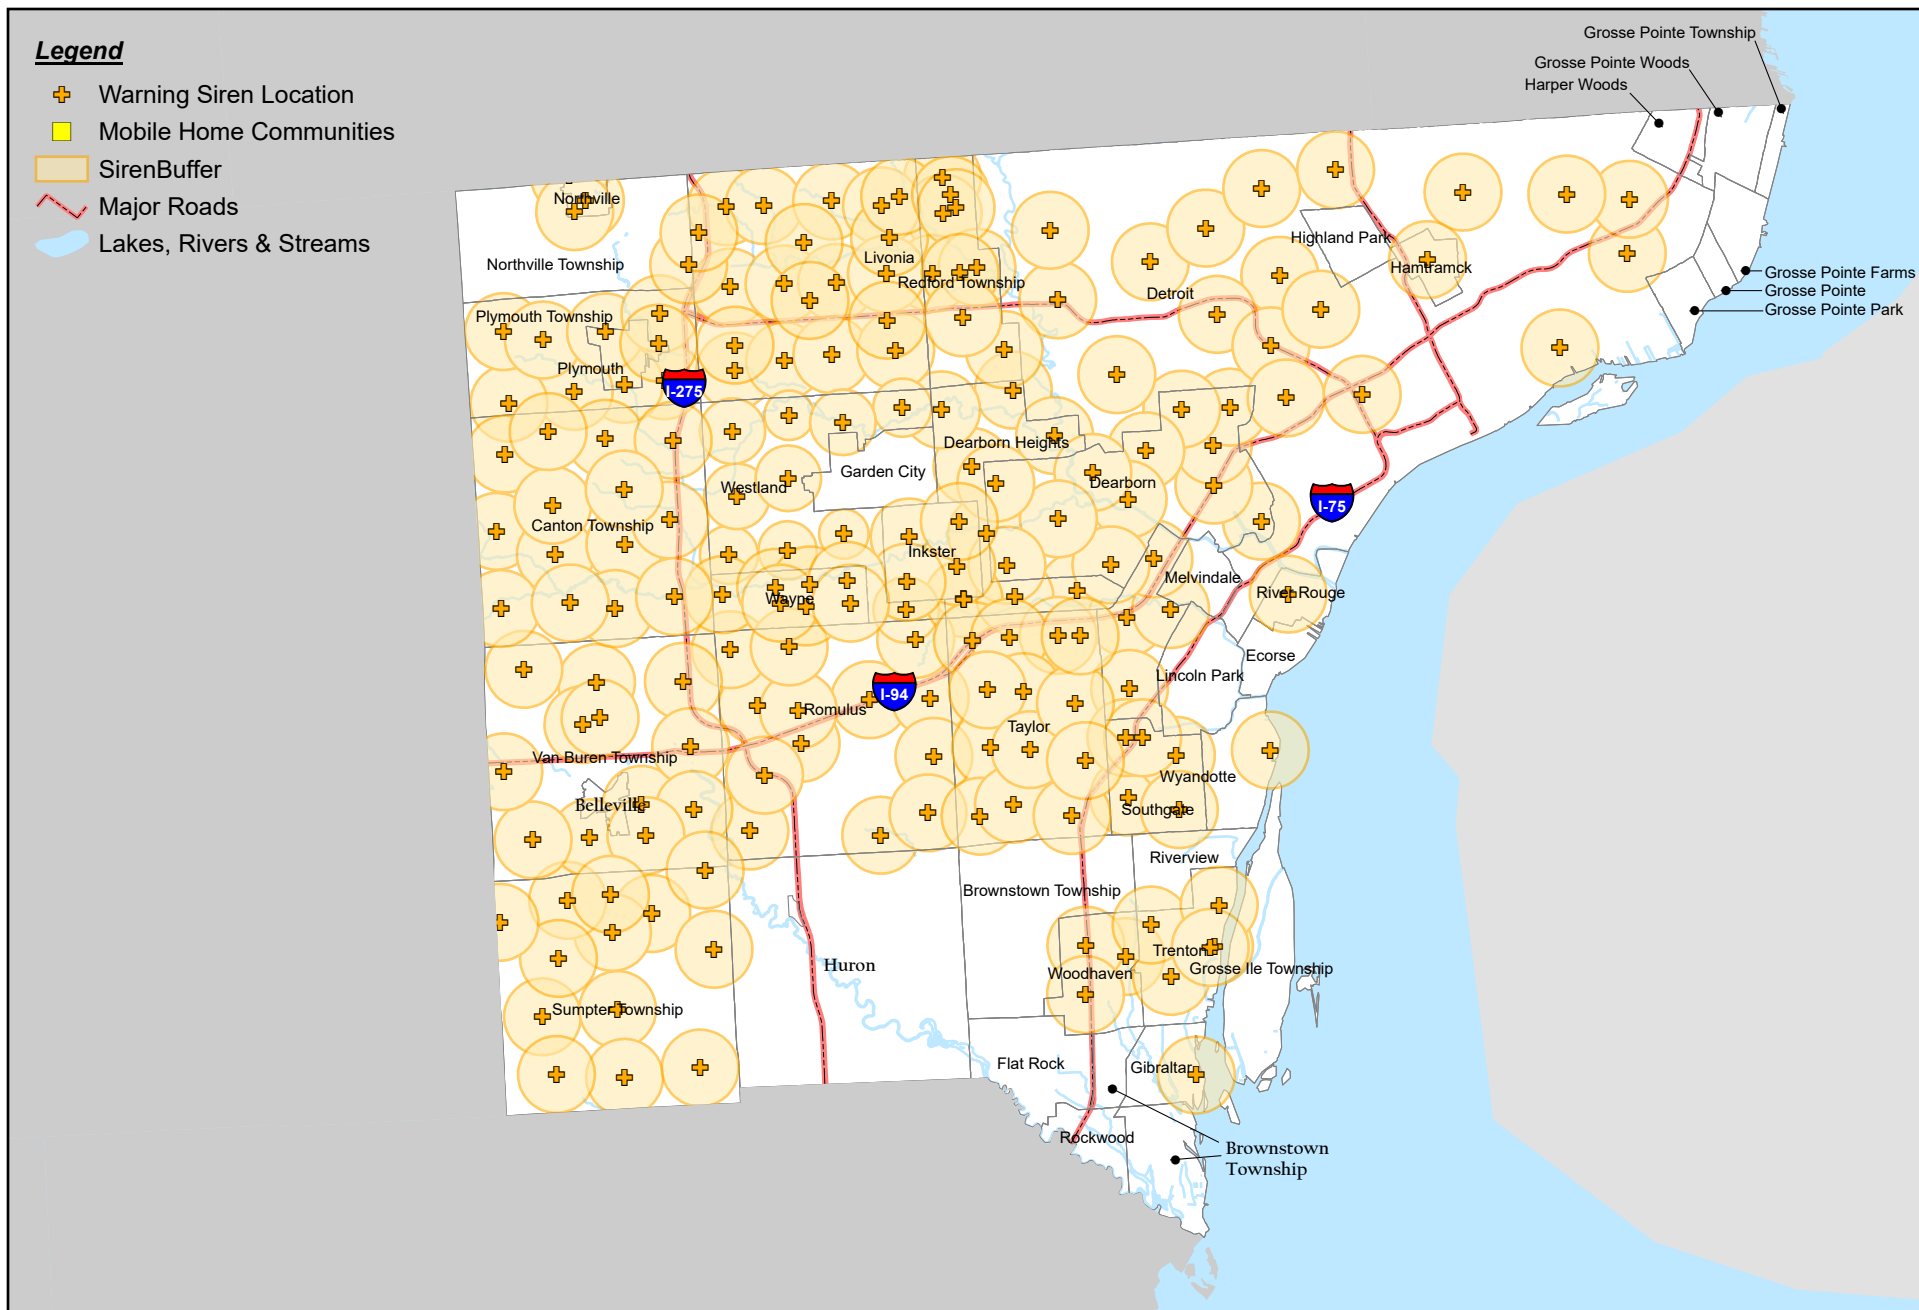 Legend
Warning Siren Location
Mobile Home Communities
SirenBuffer
Major Roads
Lakes, Rivers & Streams
Grosse Pointe Township
Grosse Pointe Woods
Harper Woods
Northville
Northville Township
Livonia
Redford Township
Highland Park
Hamtramck
Detroit
Grosse Pointe Farms
Grosse Pointe
Grosse Pointe Park
Plymouth Township
Plymouth
I-275
Dearborn Heights
Garden City
Westland
Dearborn
I-75
Canton Township
Inkster
Melvindale
Wayne
River Rouge
Ecorse
Lincoln Park
I-94
Romulus
Taylor
Van Buren Township
Wyandotte
Belleville
Southgate
Riverview
Brownstown Township
Trenton
Huron
Woodhaven
Grosse Ile Township
Sumpter Township
Flat Rock
Gibraltar
Rockwood
Brownstown
Township